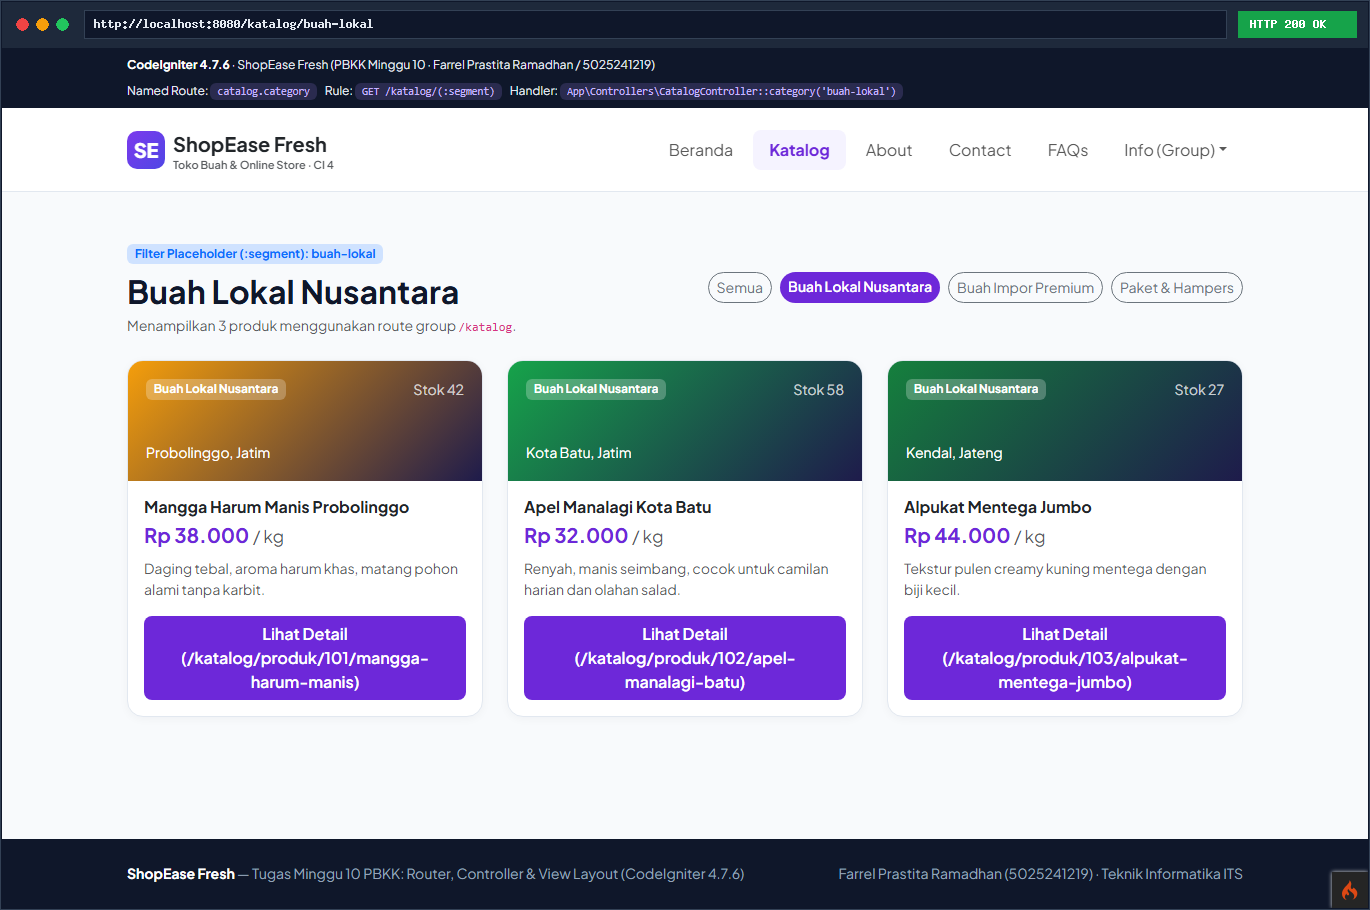 http://localhost:8080/katalog/buah-lokal
HTTP 200 OK
CodeIgniter 4.7.6 · ShopEase Fresh (PBKK Minggu 10 · Farrel Prastita Ramadhan / 5025241219)
Named Route: catalog.category Rule: GET /katalog/(:segment) Handler: App\Controllers\CatalogController::category('buah-lokal')
SE
ShopEase Fresh
Toko Buah & Online Store · CI 4
Beranda
Katalog
About
Contact
FAQs
Info (Group)
Filter Placeholder (:segment): buah-lokal
Buah Lokal Nusantara
Menampilkan 3 produk menggunakan route group /katalog.
Semua
Buah Lokal Nusantara
Buah Impor Premium
Paket & Hampers
Buah Lokal Nusantara
Stok 42
Probolinggo, Jatim
Mangga Harum Manis Probolinggo
Rp 38.000 / kg
Daging tebal, aroma harum khas, matang pohon
alami tanpa karbit.
Lihat Detail
(/katalog/produk/101/mangga-
harum-manis)
Buah Lokal Nusantara
Stok 58
Kota Batu, Jatim
Apel Manalagi Kota Batu
Rp 32.000 / kg
Renyah, manis seimbang, cocok untuk camilan
harian dan olahan salad.
Lihat Detail
(/katalog/produk/102/apel-
manalagi-batu)
Buah Lokal Nusantara
Stok 27
Kendal, Jateng
Alpukat Mentega Jumbo
Rp 44.000 / kg
Tekstur pulen creamy kuning mentega dengan
biji kecil.
Lihat Detail
(/katalog/produk/103/alpukat-
mentega-jumbo)
ShopEase Fresh — Tugas Minggu 10 PBKK: Router, Controller & View Layout (CodeIgniter 4.7.6)
Farrel Prastita Ramadhan (5025241219) · Teknik Informatika ITS